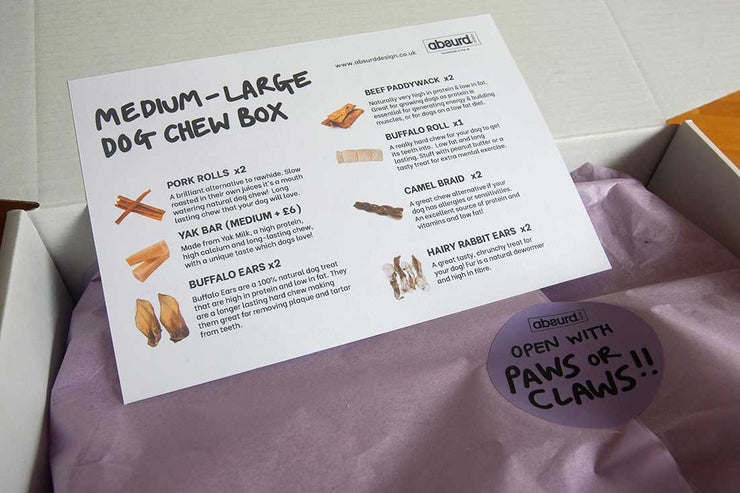 www.absurddesign.co.uk
absurd.
MEDIUM-LARGE
DOG CHEW BOX
PORK ROLLS x2
A brilliant alternative to rawhide. Slow
roasted in their own juices it's a mouth
watering natural dog chew! Long
lasting chew that your dog will love.
YAK BAR (MEDIUM + £6)
Made from Yak Milk, a high protein,
high calcium and long-lasting chew,
with a unique taste which dogs love!
BUFFALO EARS x2
Buffalo Ears are a 100% natural dog treat
that are high in protein and low in fat. They
are a longer lasting hard chew making
them great for removing plaque and tartar
from teeth.
BEEF PADDYWACK x2
Naturally very high in protein & low in fat.
Great for growing dogs as protein is
essential for generating energy & building
muscles, or for dogs on a low fat diet.
BUFFALO ROLL x1
A really hard chew for your dog to get
its teeth into. Low fat and long
lasting. Stuff with peanut butter or a
tasty treat for extra mental exercise.
CAMEL BRAID x2
A great chew alternative if your
dog has allergies or sensitivities.
An excellent source of protein and
vitamins and low fat!
HAIRY RABBIT EARS x2
A great tasty, chrunchy treat for
your dog! Fur is a natural dewormer
and high in fibre.
absurd.
OPEN WITH
PAWS OR
CLAWS!!